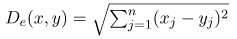 $D_e(x, y) = \sqrt{\sum_{j=1}^{n} (x_j - y_j)^2}$